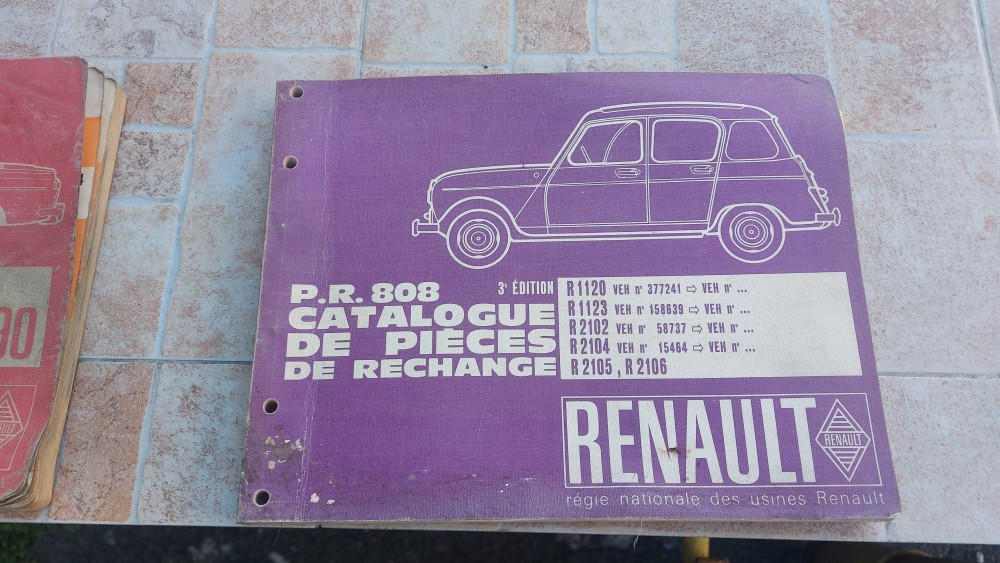 P.R. 808
3e ÉDITION
CATALOGUE
DE PIÈCES
DE RECHANGE
R1120 VEH n° 377241 ⇨ VEH n° ...
R1123 VEH n° 158639 ⇨ VEH n° ...
R2102 VEH n° 58737 ⇨ VEH n° ...
R2104 VEH n° 15464 ⇨ VEH n° ...
R2105, R2106
RENAULT
RENAULT
régie nationale des usines Renault
90